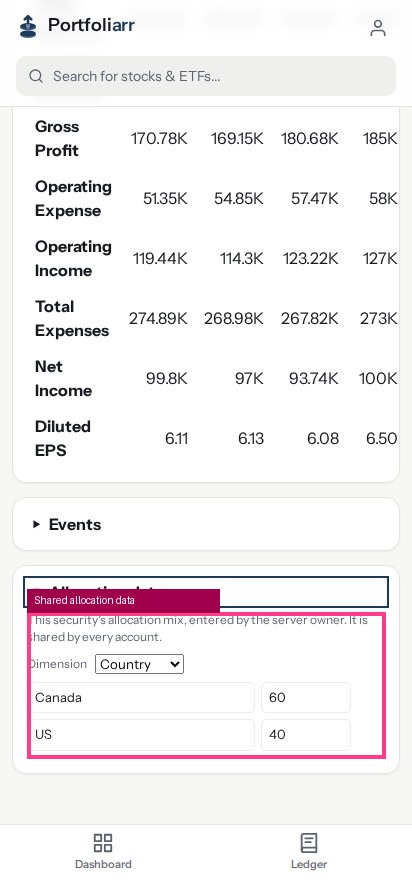 Portfoliarr
Search for stocks & ETFs...
Gross Profit 170.78K 169.15K 180.68K 185K
Operating Expense 51.35K 54.85K 57.47K 58K
Operating Income 119.44K 114.3K 123.22K 127K
Total Expenses 274.89K 268.98K 267.82K 273K
Net Income 99.8K 97K 93.74K 100K
Diluted EPS 6.11 6.13 6.08 6.50
Events
Shared allocation data
This security's allocation mix, entered by the server owner. It is
shared by every account.
Dimension Country
Canada 60
US 40
Dashboard Ledger